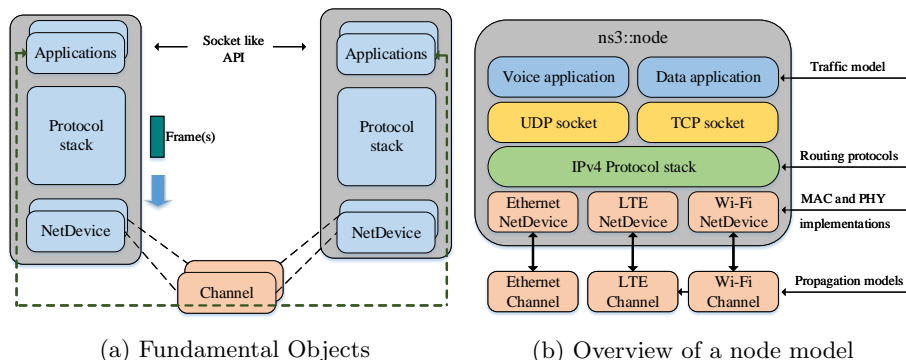 Applications
Protocol
stack
NetDevice
Socket like
API
Frame(s)
Channel
Applications
Protocol
stack
NetDevice
(a) Fundamental Objects
ns3::node
Voice application
Data application
UDP socket
TCP socket
IPv4 Protocol stack
Ethernet
NetDevice
LTE
NetDevice
Wi-Fi
NetDevice
Ethernet
Channel
LTE
Channel
Wi-Fi
Channel
Traffic model
Routing protocols
MAC and PHY
implementations
Propagation models
(b) Overview of a node model